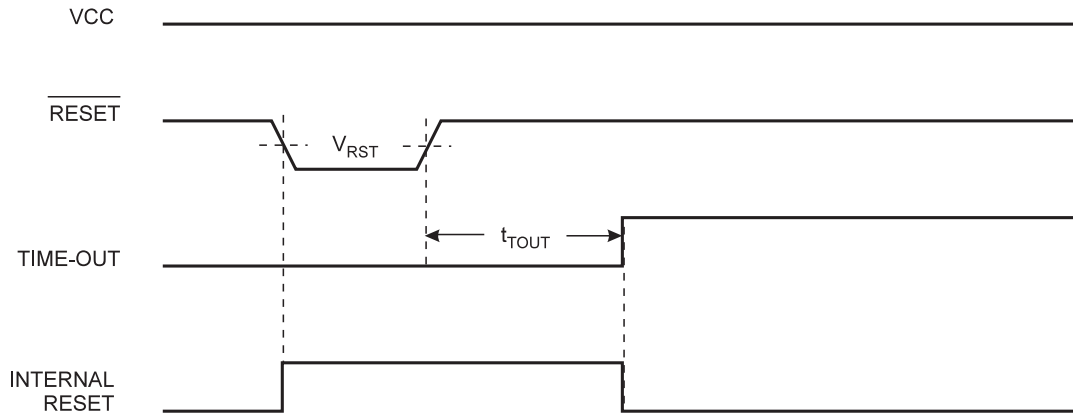 VCC
RESET
VRST
tTOUT
TIME-OUT
INTERNAL
RESET